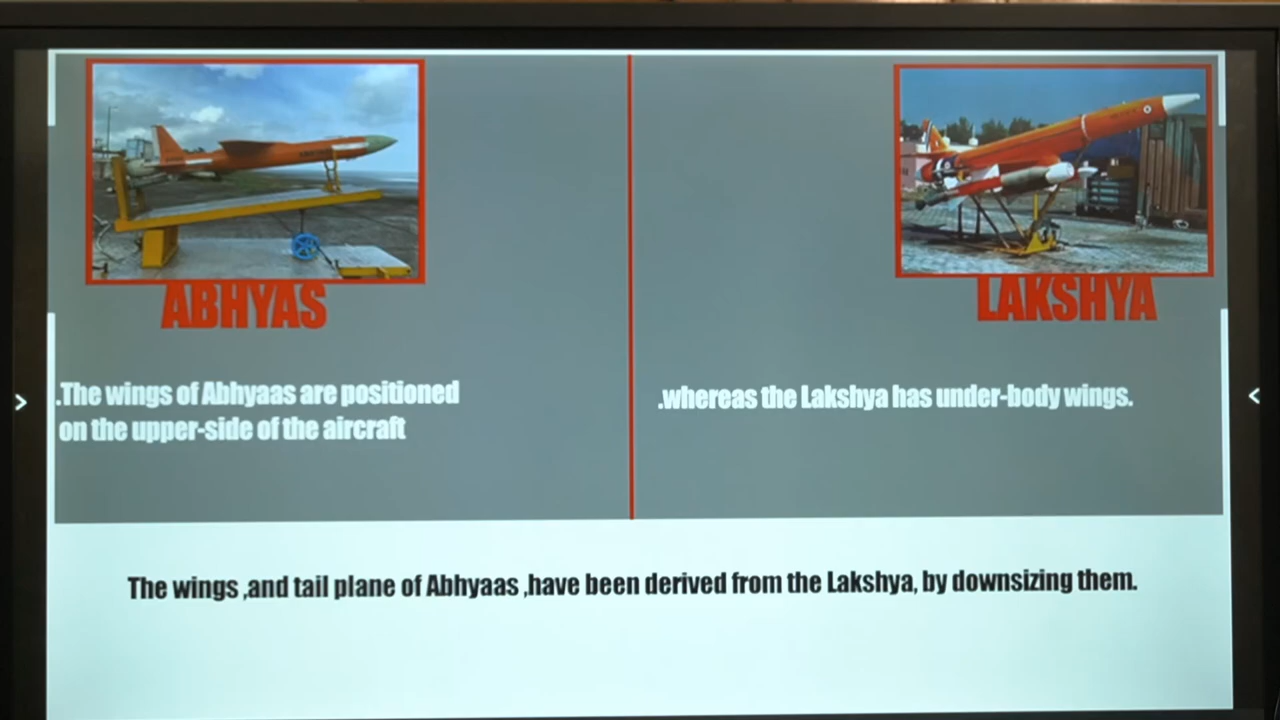 ABHYAS
LAKSHYA
.The wings of Abhyaas are positioned
on the upper-side of the aircraft
.whereas the Lakshya has under-body wings.
The wings ,and tail plane of Abhyaas ,have been derived from the Lakshya, by downsizing them.